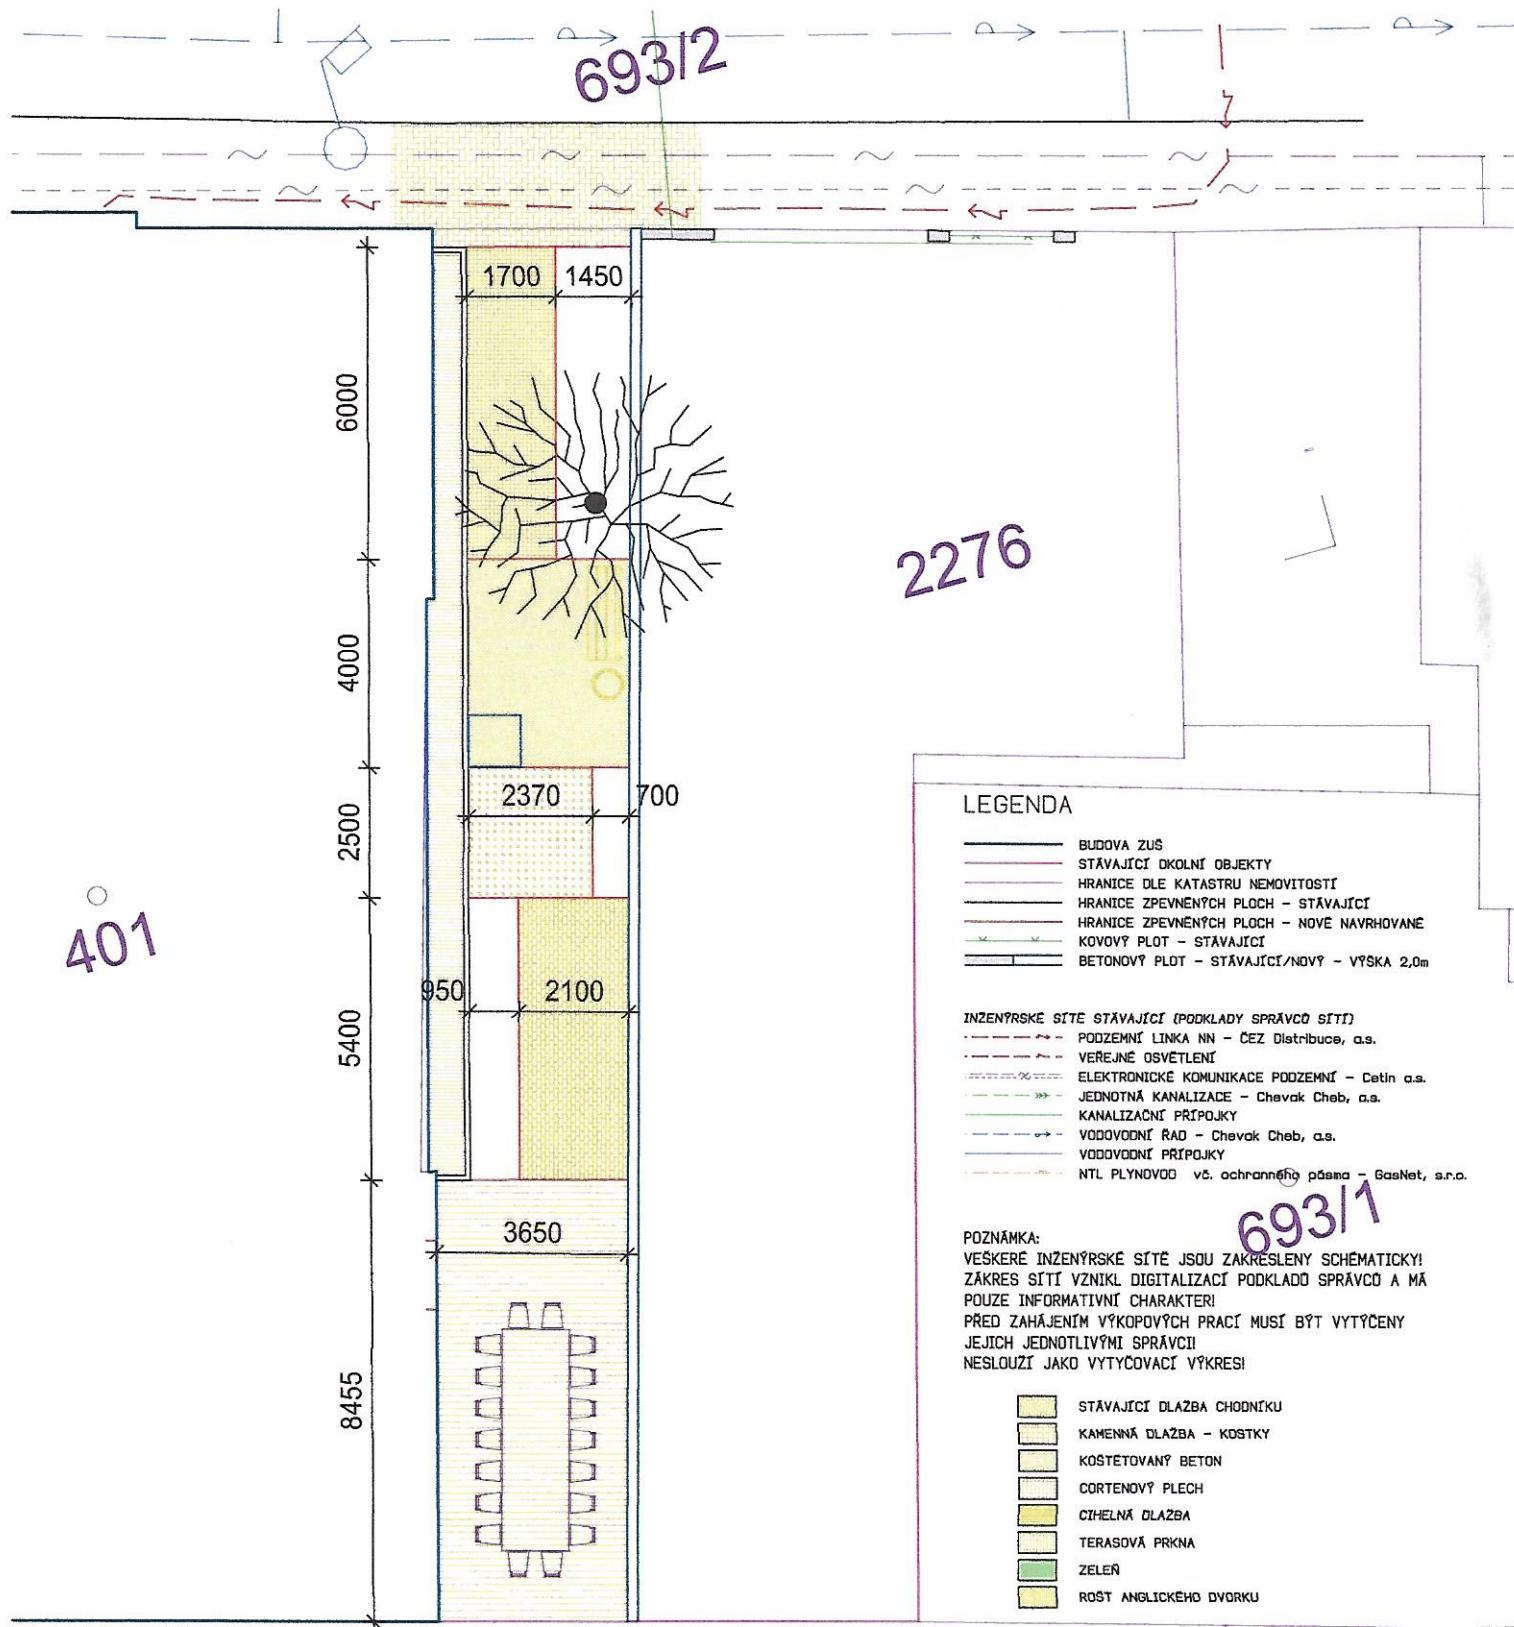 693/2
1700
1450
6000
2276
4000
2370
700
2500
401
950
2100
5400
3650
8455
LEGENDA
BUDOVA ZUŠ
STÁVAJÍCÍ OKOLNÍ OBJEKTY
HRANICE DLE KATASTRU NEMOVITOSTÍ
HRANICE ZPEVNĚNÝCH PLOCH - STÁVAJÍCÍ
HRANICE ZPEVNĚNÝCH PLOCH - NOVĚ NAVRHOVANÉ
KOVOVÝ PLOT - STÁVAJÍCÍ
BETONOVÝ PLOT - STÁVAJÍCÍ/NOVÝ - VÝŠKA 2,0m
INŽENÝRSKÉ SÍTĚ STÁVAJÍCÍ (PODKLADY SPRÁVCŮ SÍTÍ)
PODZEMNÍ LINKA NN - ČEZ Distribuce, a.s.
VEŘEJNÉ OSVĚTLENÍ
ELEKTRONICKÉ KOMUNIKACE PODZEMNÍ - Cetin a.s.
JEDNOTNÁ KANALIZACE - Chevak Cheb, a.s.
KANALIZAČNÍ PŘÍPOJKY
VODOVODNÍ ŘAD - Chevak Cheb, a.s.
VODOVODNÍ PŘÍPOJKY
NTL PLYNOVOD vč. ochranného pásma - GasNet, s.r.o.
693/1
POZNÁMKA:
VEŠKERÉ INŽENÝRSKÉ SÍTĚ JSOU ZAKRESLENY SCHÉMATICKY!
ZÁKRES SÍTÍ VZNIKL DIGITALIZACÍ PODKLADŮ SPRÁVCŮ A MÁ
POUZE INFORMATIVNÍ CHARAKTER!
PŘED ZAHÁJENÍM VÝKOPOVÝCH PRACÍ MUSÍ BÝT VYTÝČENY
JEJICH JEDNOTLIVÝMI SPRÁVCI!
NESLOUŽÍ JAKO VYTYČOVACÍ VÝKRES!
STÁVAJÍCÍ DLAŽBA CHODNÍKU
KAMENNÁ DLAŽBA - KOSTKY
KOŠTĚTOVANÝ BETON
CORTENOVÝ PLECH
CIHELNÁ DLAŽBA
TERASOVÁ PRKNA
ZELEŇ
ROŠT ANGLICKÉHO DVORKU